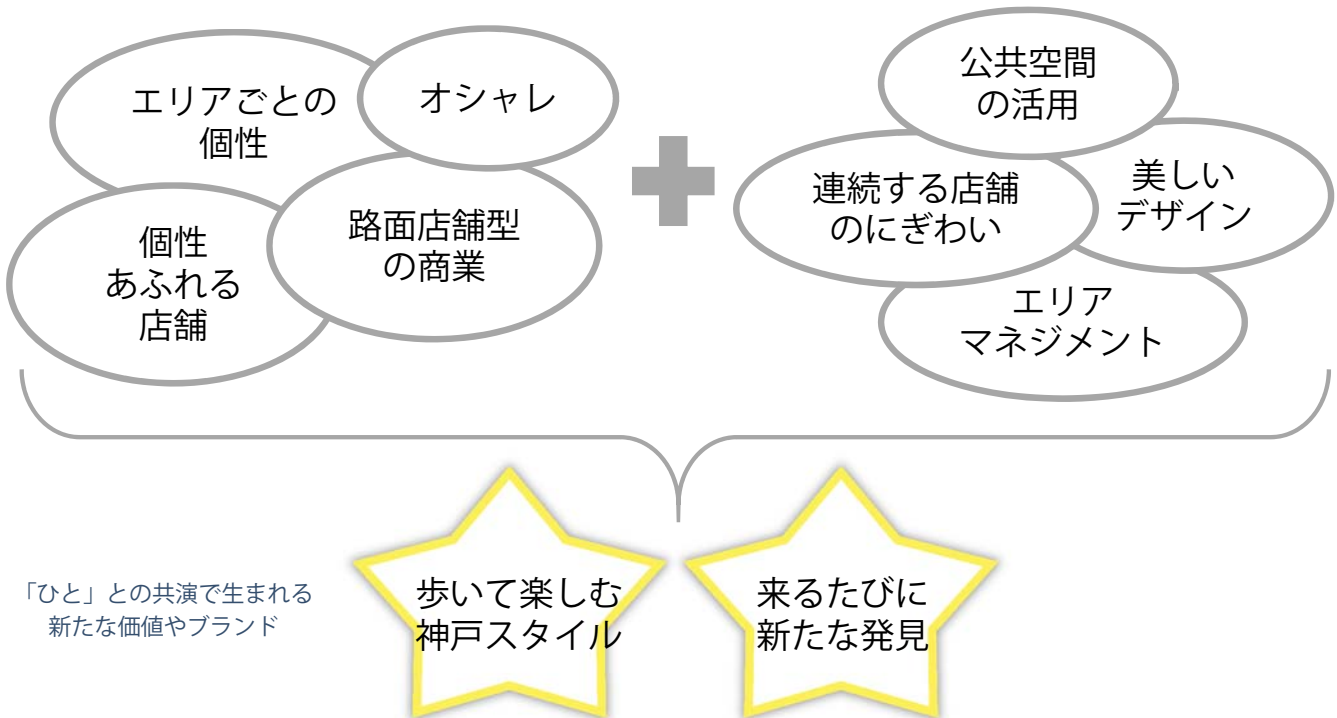 エリアごとの
個性
オシャレ
個性
あふれる
店舗
路面店舗型
の商業
公共空間
の活用
連続する店舗
のにぎわい
美しい
デザイン
エリア
マネジメント
「ひと」との共演で生まれる
新たな価値やブランド
歩いて楽しむ
神戸スタイル
来るたびに
新たな発見